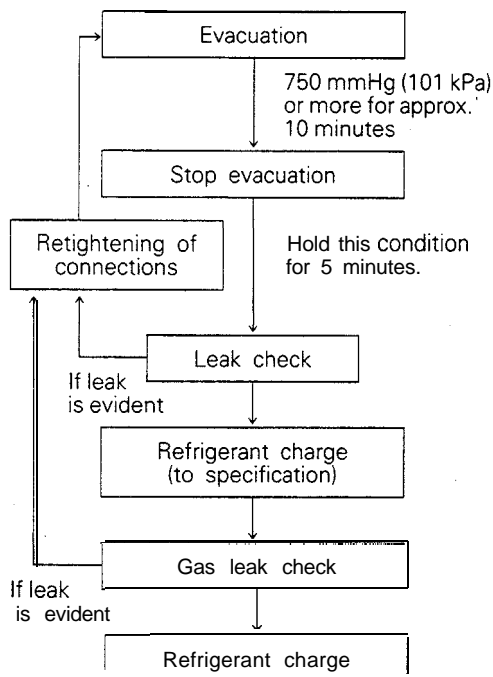 Evacuation
750 mmHg (101 kPa)
or more for approx.
10 minutes
Stop evacuation
Retightening of
connections
Hold this condition
for 5 minutes.
Leak check
If leak
is evident
Refrigerant charge
(to specification)
Gas leak check
If leak
is evident
Refrigerant charge